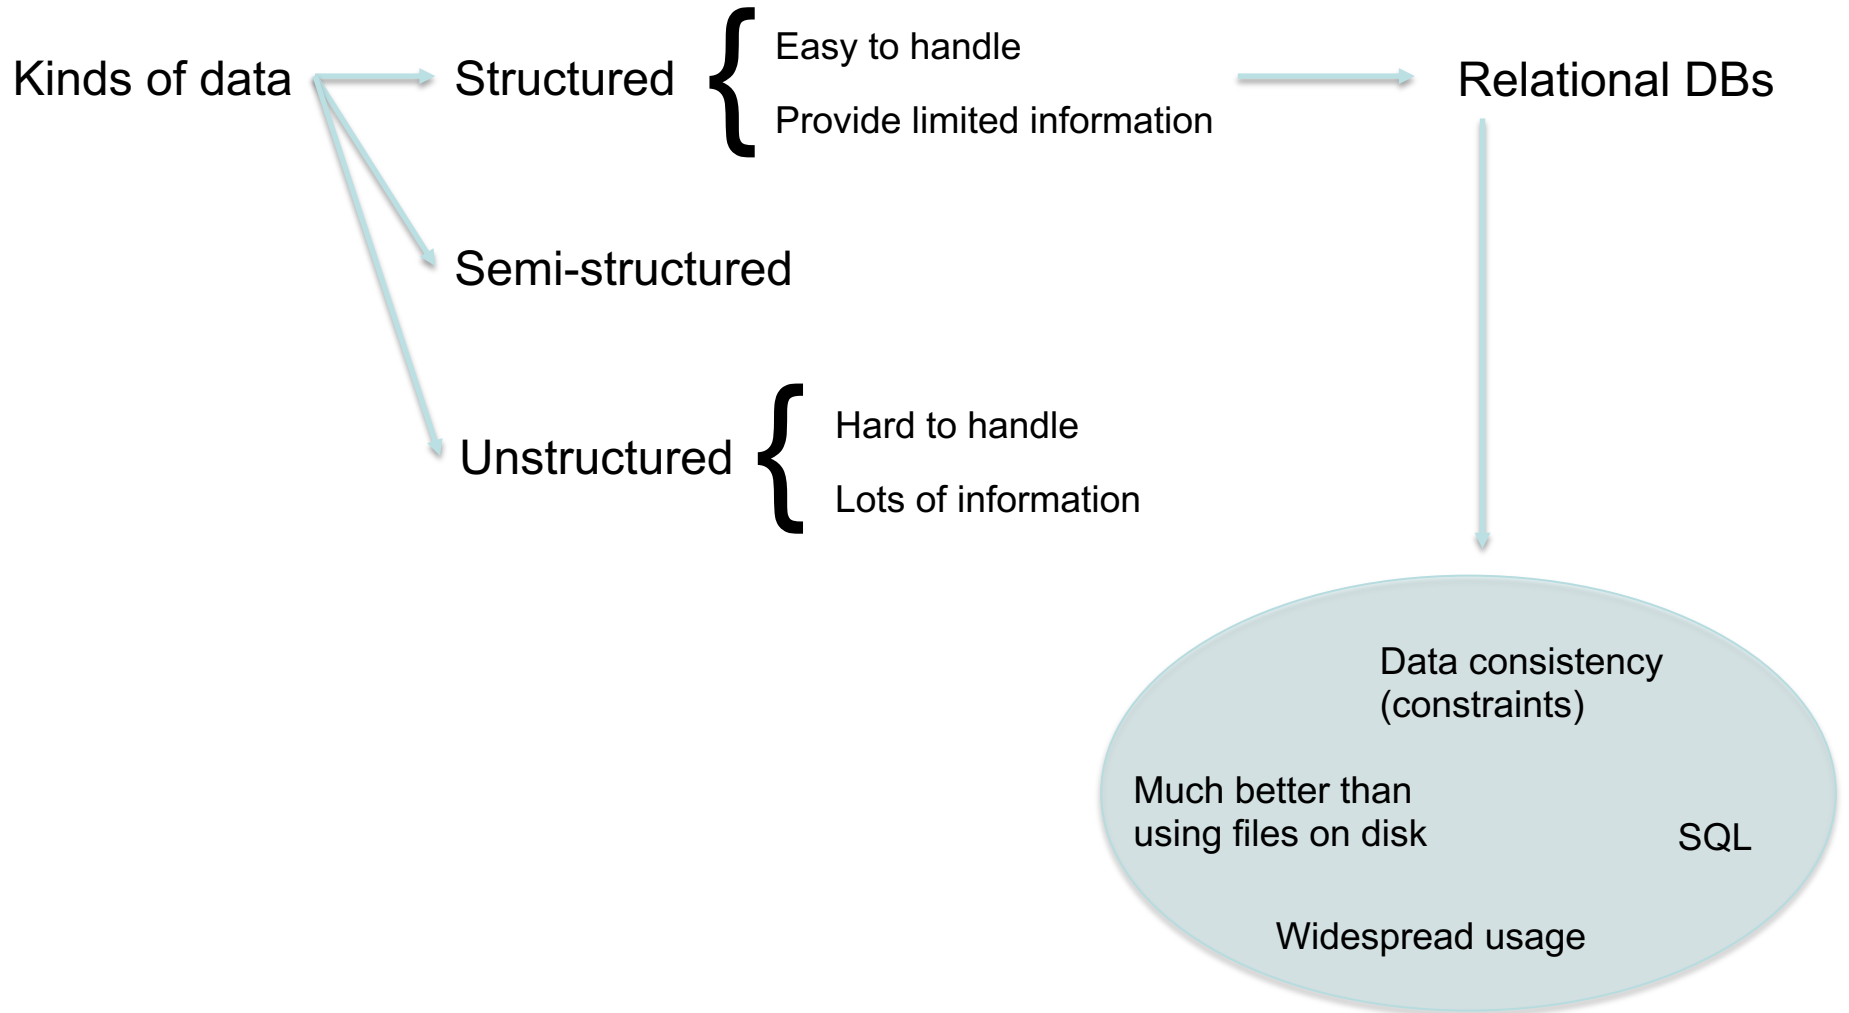 Kinds of data
Structured
Easy to handle
Provide limited information
Relational DBs
Semi-structured
Unstructured
Hard to handle
Lots of information
Data consistency
(constraints)
Much better than
using files on disk
SQL
Widespread usage